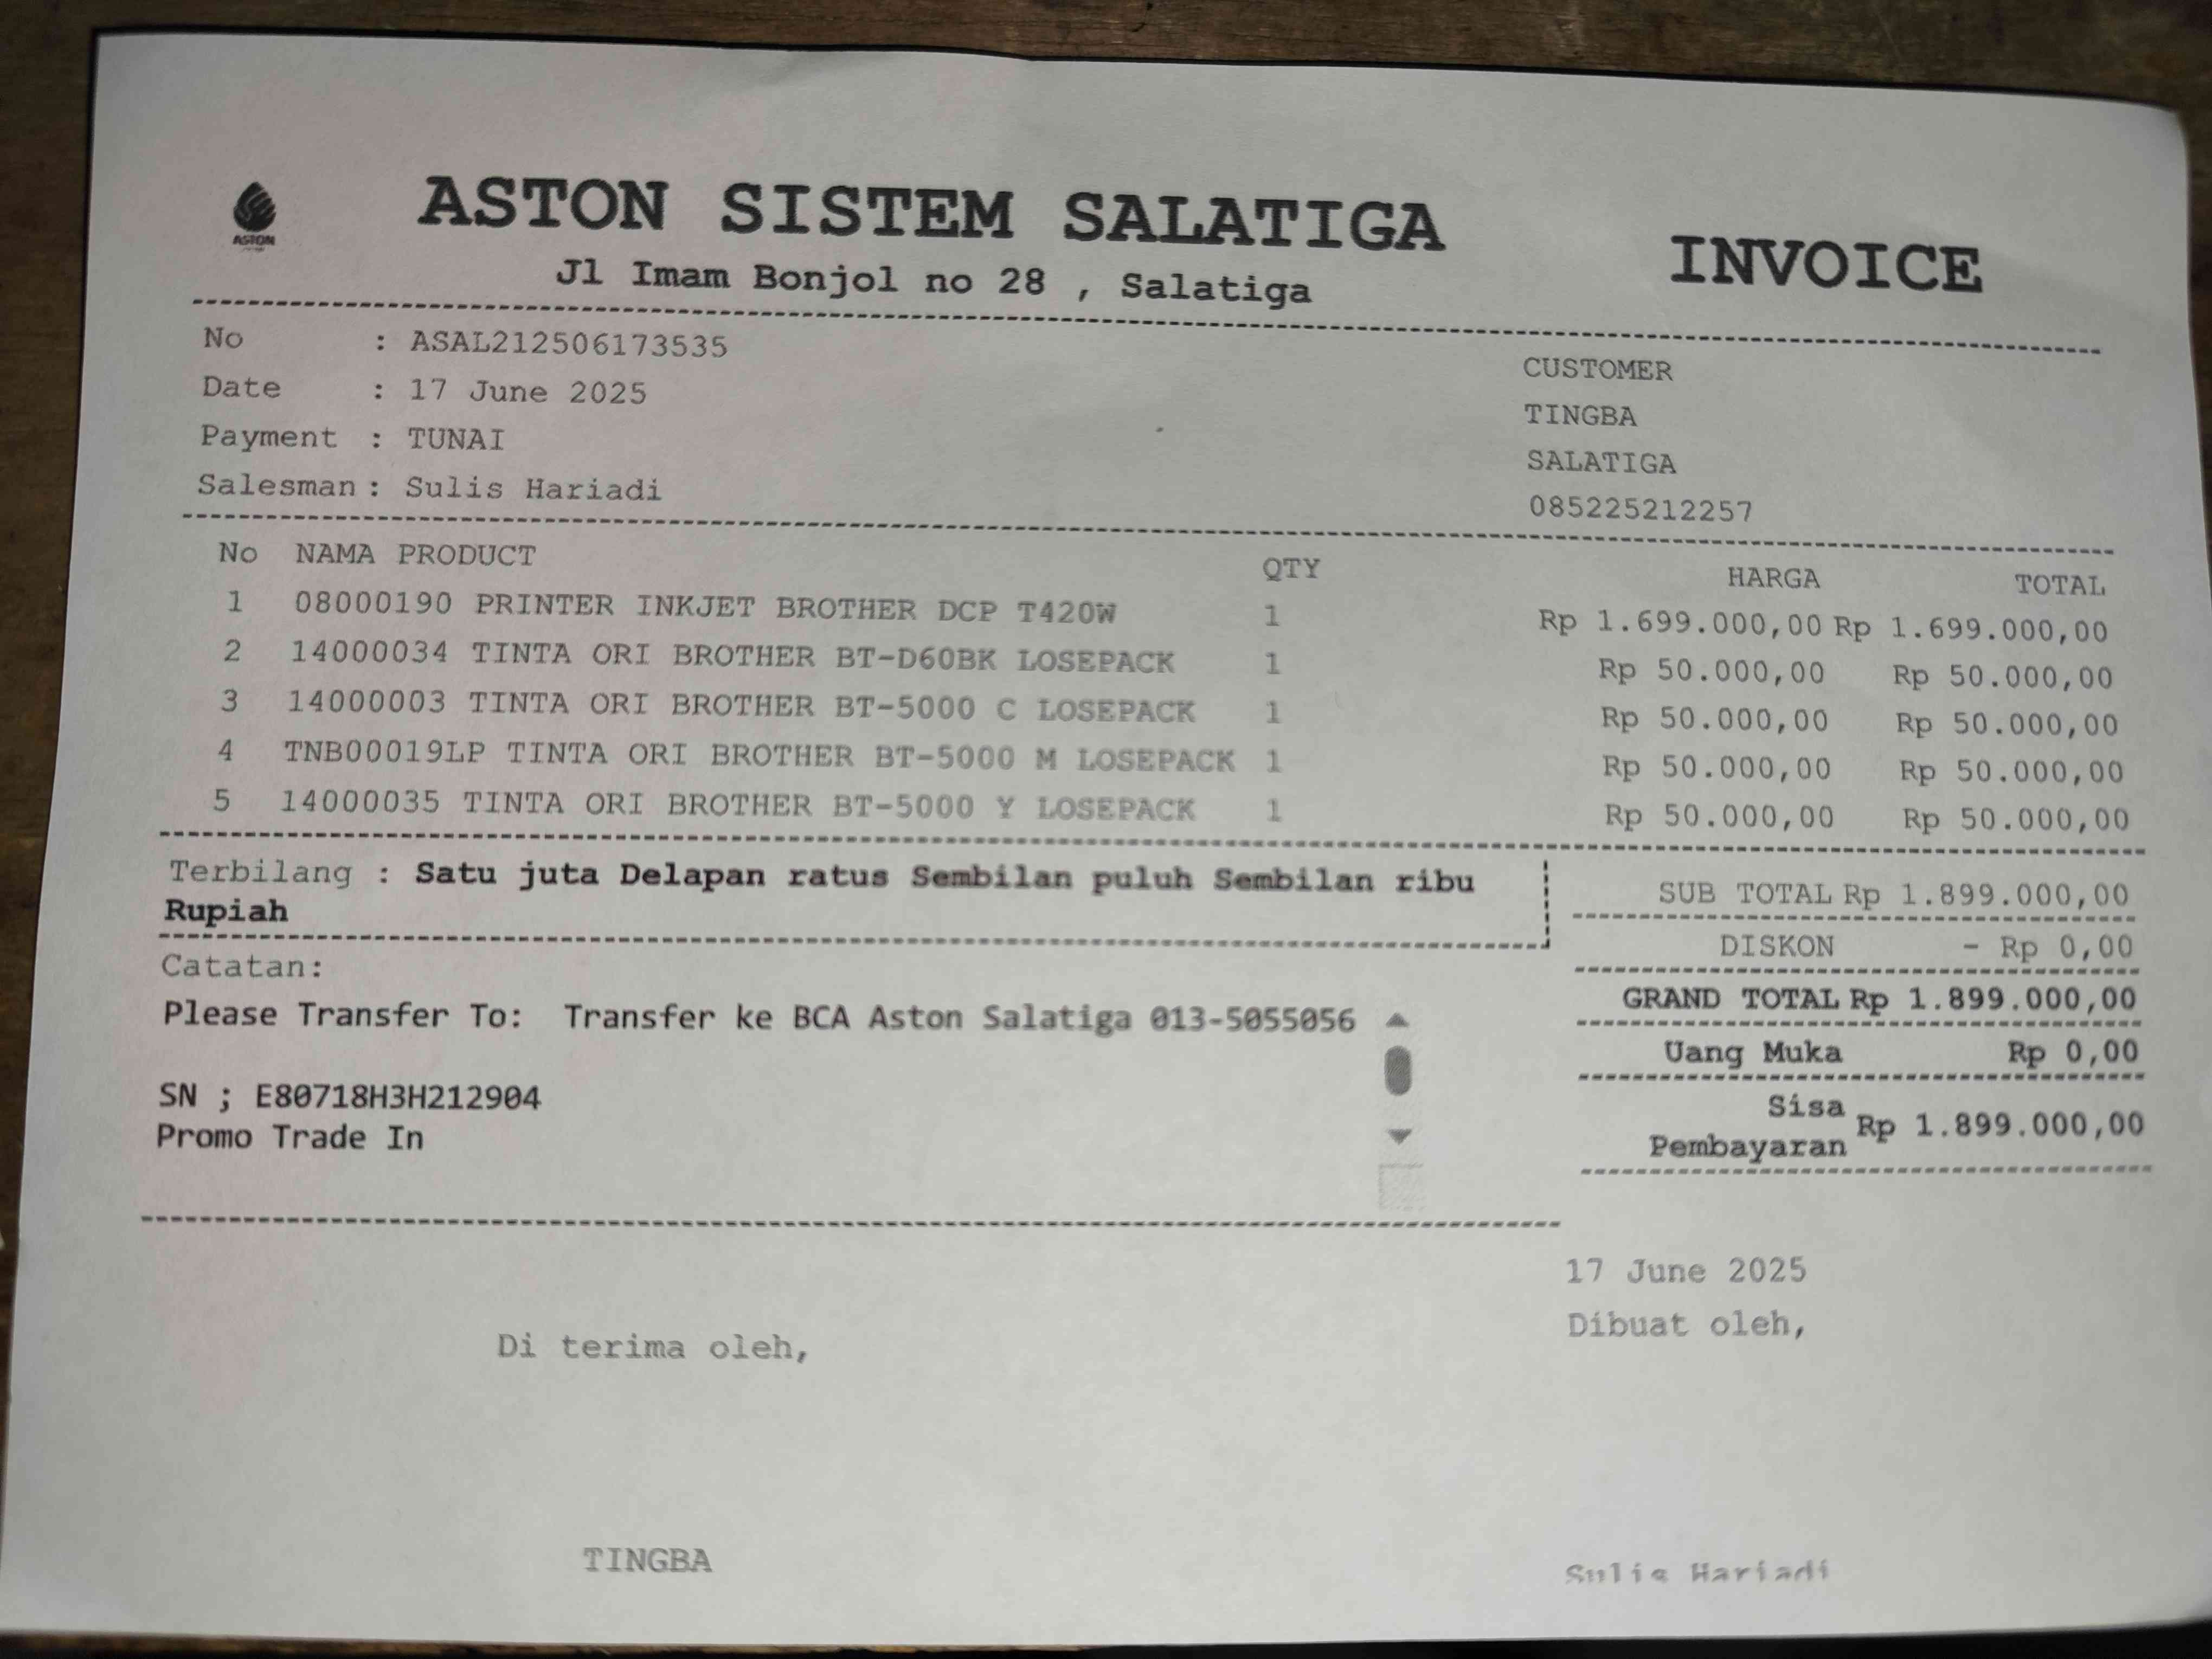 ASTON
ASTON SISTEM SALATIGA
INVOICE
Jl Imam Bonjol no 28 , Salatiga
No : ASAL212506173535
Date : 17 June 2025
Payment : TUNAI
Salesman : Sulis Hariadi
CUSTOMER
TINGBA
SALATIGA
085225212257
No NAMA PRODUCT QTY HARGA TOTAL
1 08000190 PRINTER INKJET BROTHER DCP T420W 1 Rp 1.699.000,00 Rp 1.699.000,00
2 14000034 TINTA ORI BROTHER BT-D60BK LOSEPACK 1 Rp 50.000,00 Rp 50.000,00
3 14000003 TINTA ORI BROTHER BT-5000 C LOSEPACK 1 Rp 50.000,00 Rp 50.000,00
4 TNB00019LP TINTA ORI BROTHER BT-5000 M LOSEPACK 1 Rp 50.000,00 Rp 50.000,00
5 14000035 TINTA ORI BROTHER BT-5000 Y LOSEPACK 1 Rp 50.000,00 Rp 50.000,00
Terbilang : Satu juta Delapan ratus Sembilan puluh Sembilan ribu
Rupiah
Catatan:
Please Transfer To: Transfer ke BCA Aston Salatiga 013-5055056
SN ; E80718H3H212904
Promo Trade In
SUB TOTAL Rp 1.899.000,00
DISKON - Rp 0,00
GRAND TOTAL Rp 1.899.000,00
Uang Muka Rp 0,00
Sisa
Pembayaran Rp 1.899.000,00
17 June 2025
Di terima oleh,
Dibuat oleh,
TINGBA
Sulis Hariadi